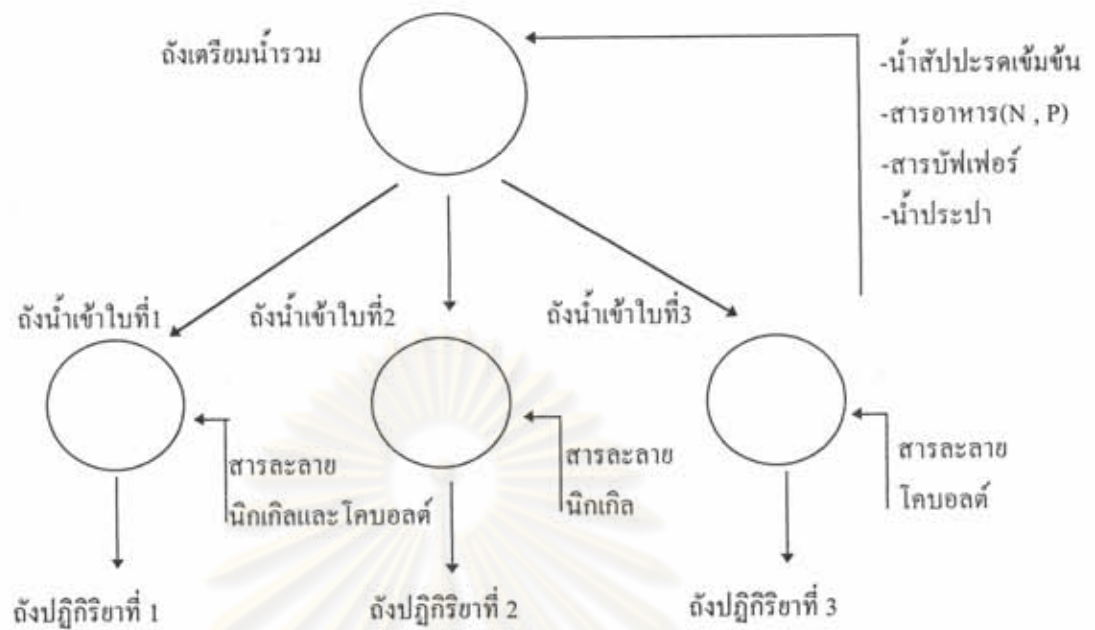 ถังเตรียมน้ำรวม
-น้ำสัปปะรดเข้มข้น
-สารอาหาร(N , P)
-สารบัฟเฟอร์
-น้ำประปา
ถังน้ำเข้าใบที่1
ถังน้ำเข้าใบที่2
ถังน้ำเข้าใบที่3
สารละลาย
นิกเกิลและโคบอลต์
สารละลาย
นิกเกิล
สารละลาย
โคบอลต์
ถังปฏิกิริยาที่ 1
ถังปฏิกิริยาที่ 2
ถังปฏิกิริยาที่ 3